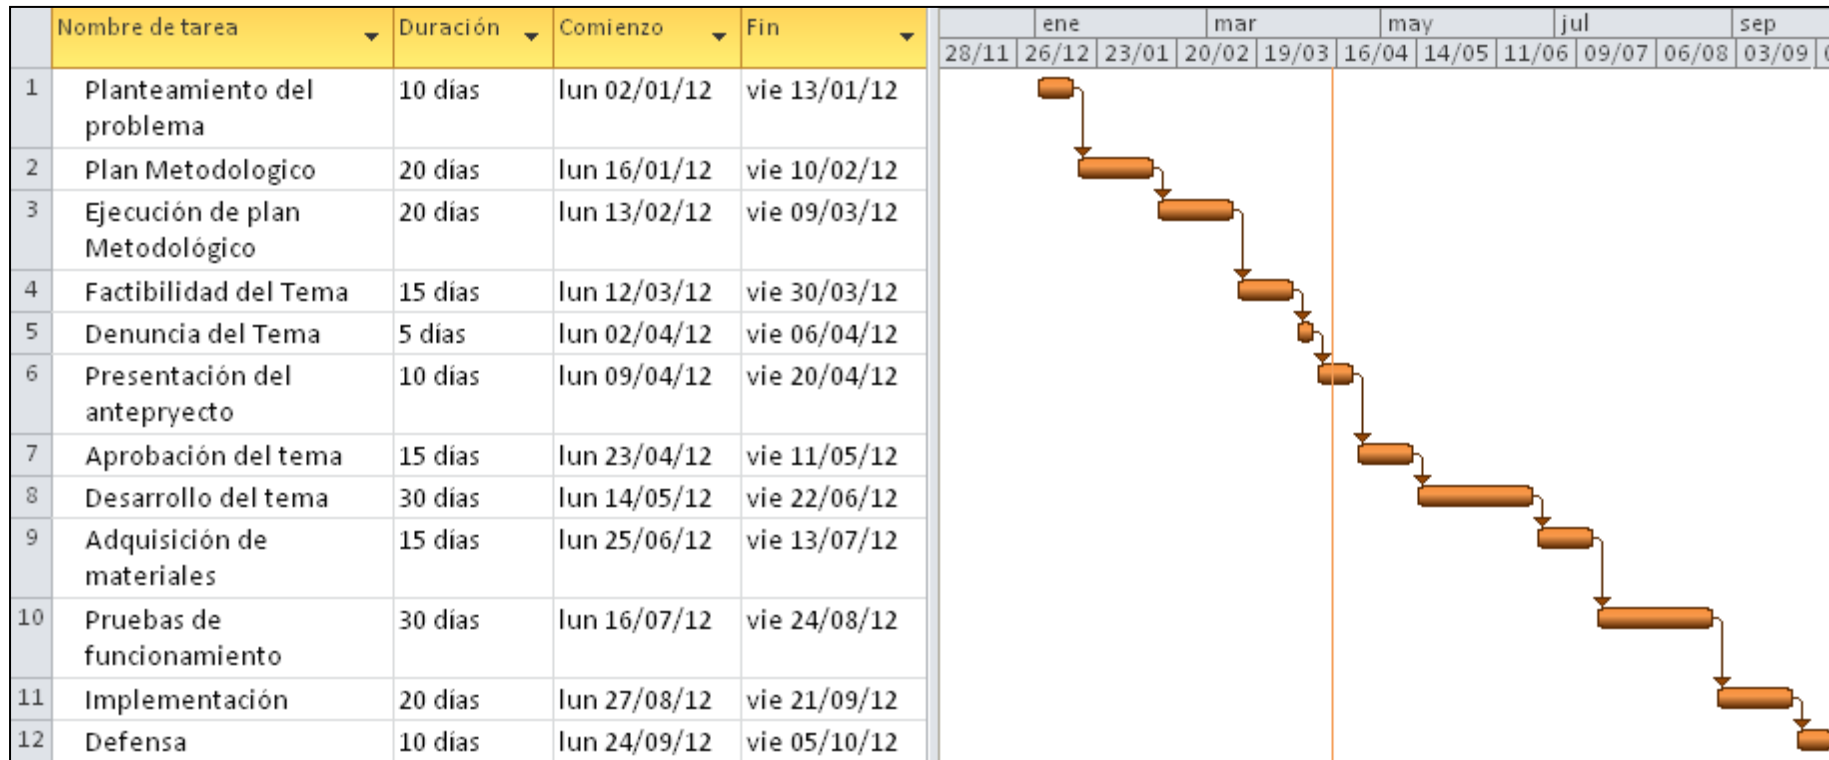 Nombre de tarea Duración Comienzo Fin
ene mar may jul sep
28/11 26/12 23/01 20/02 19/03 16/04 14/05 11/06 09/07 06/08 03/09
1 Planteamiento del 10 días lun 02/01/12 vie 13/01/12
problema
2 Plan Metodologico 20 días lun 16/01/12 vie 10/02/12
3 Ejecución de plan 20 días lun 13/02/12 vie 09/03/12
Metodológico
4 Factibilidad del Tema 15 días lun 12/03/12 vie 30/03/12
5 Denuncia del Tema 5 días lun 02/04/12 vie 06/04/12
6 Presentación del 10 días lun 09/04/12 vie 20/04/12
antepryecto
7 Aprobación del tema 15 días lun 23/04/12 vie 11/05/12
8 Desarrollo del tema 30 días lun 14/05/12 vie 22/06/12
9 Adquisición de 15 días lun 25/06/12 vie 13/07/12
materiales
10 Pruebas de 30 días lun 16/07/12 vie 24/08/12
funcionamiento
11 Implementación 20 días lun 27/08/12 vie 21/09/12
12 Defensa 10 días lun 24/09/12 vie 05/10/12